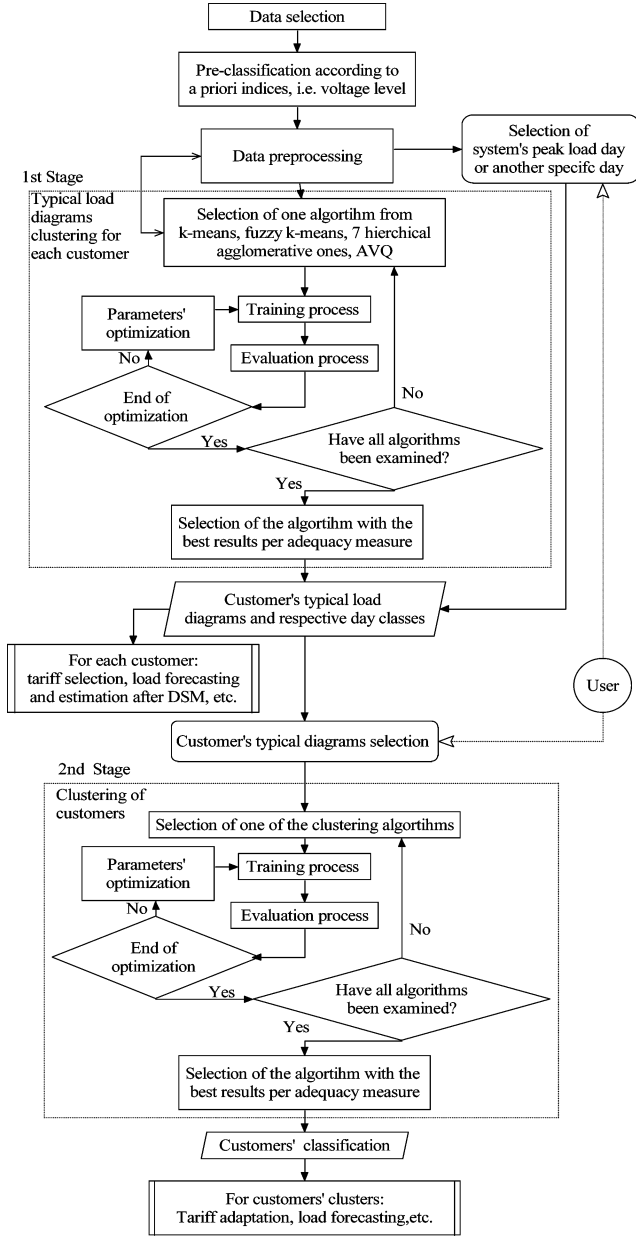 Data selection
Pre-classification according to
a priori indices, i.e. voltage level
Data preprocessing
Selection of
system's peak load day
or another specifc day
1st Stage
Typical load
diagrams
clustering for
each customer
Selection of one algortihm from
k-means, fuzzy k-means, 7 hierchical
agglomerative ones, AVQ
Parameters'
optimization
Training process
Evaluation process
No
End of
optimization
Yes
No
Have all algorithms
been examined?
Yes
Selection of the algortihm with the
best results per adequacy measure
Customer's typical load
diagrams and respective day classes
For each customer:
tariff selection, load forecasting
and estimation after DSM, etc.
User
Customer's typical diagrams selection
2nd Stage
Clustering of
customers
Selection of one of the clustering algortihms
Parameters'
optimization
Training process
Evaluation process
No
End of
optimization
Yes
No
Have all algorithms
been examined?
Yes
Selection of the algortihm with the
best results per adequacy measure
Customers' classification
For customers' clusters:
Tariff adaptation, load forecasting,etc.